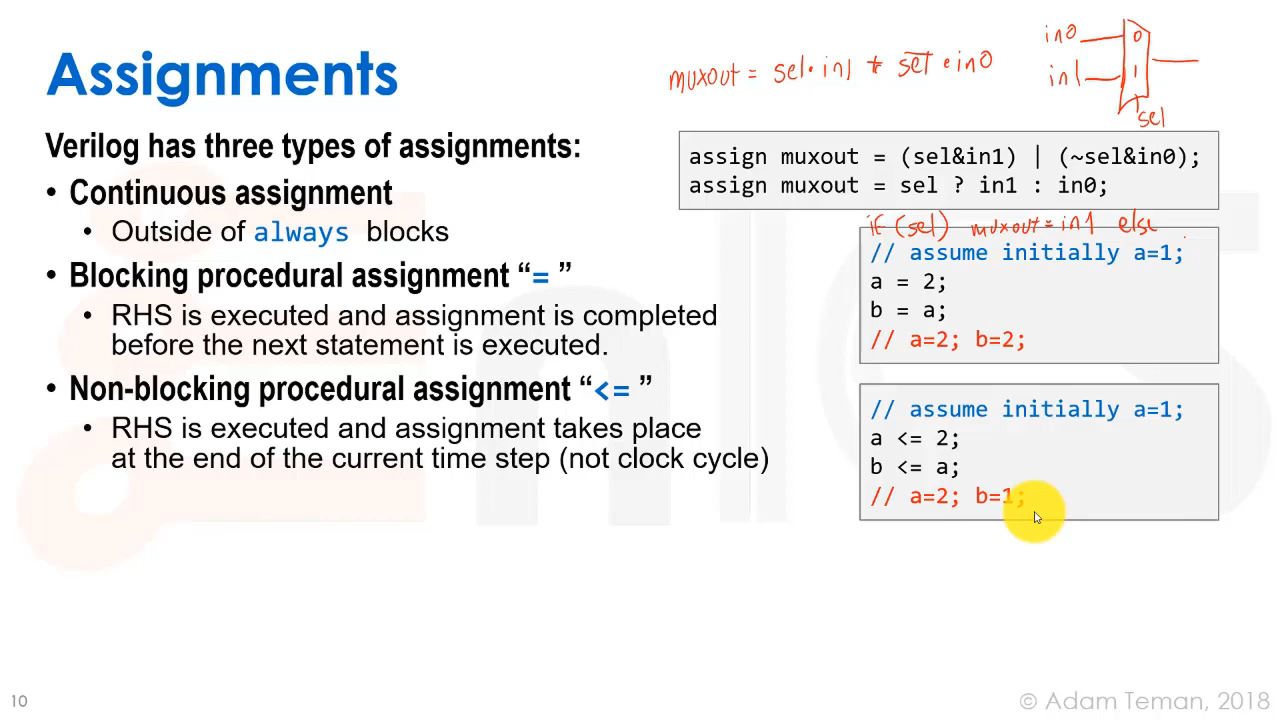 Assignments
muxout = sel·in1 + s̅e̅l̅·in0
in0
in1
0
1
sel
Verilog has three types of assignments:
• Continuous assignment
• Outside of always blocks
• Blocking procedural assignment “= ”
• RHS is executed and assignment is completed
before the next statement is executed.
• Non-blocking procedural assignment “<= ”
• RHS is executed and assignment takes place
at the end of the current time step (not clock cycle)
assign muxout = (sel&in1) | (~sel&in0);
assign muxout = sel ? in1 : in0;
if (sel) muxout=in1 else
// assume initially a=1;
a = 2;
b = a;
// a=2; b=2;
// assume initially a=1;
a <= 2;
b <= a;
// a=2; b=1;
10
© Adam Teman, 2018